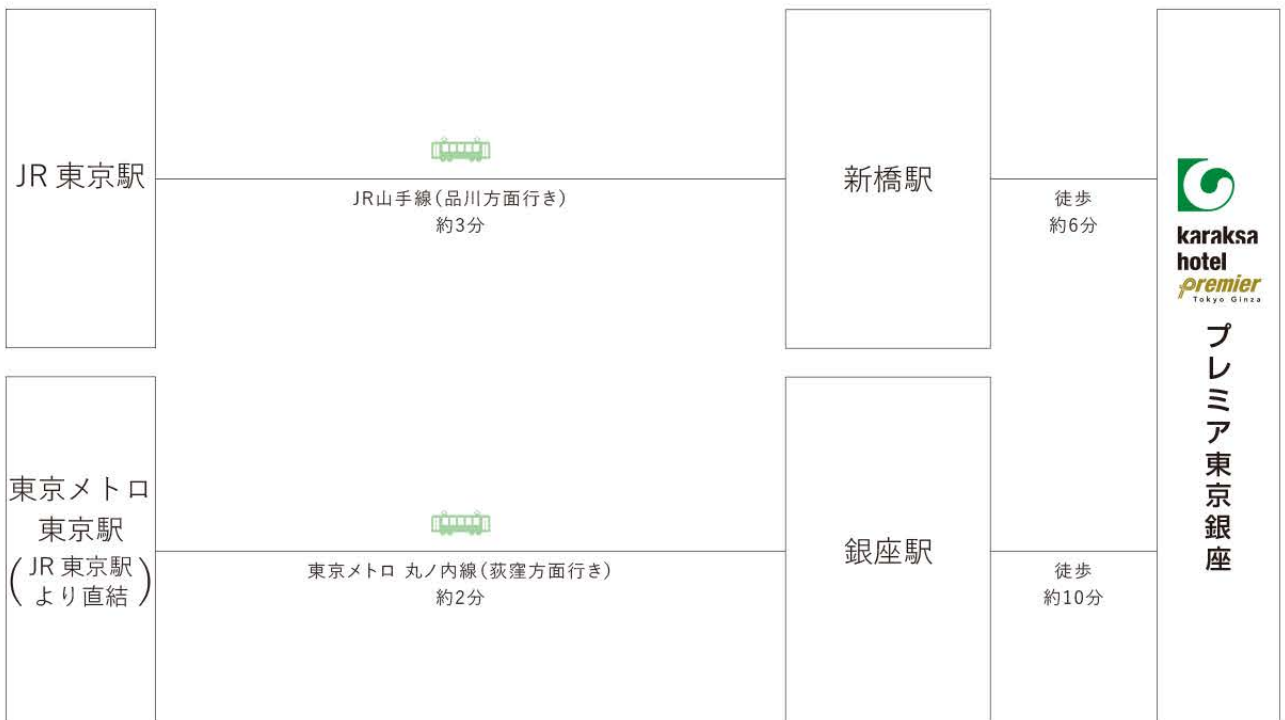 JR 東京駅
JR山手線(品川方面行き)
約3分
新橋駅
徒歩
約6分
東京メトロ
東京駅
(JR 東京駅
より直結)
東京メトロ 丸ノ内線(荻窪方面行き)
約2分
銀座駅
徒歩
約10分
karaksa
hotel
premier
Tokyo Ginza
プレミア東京銀座